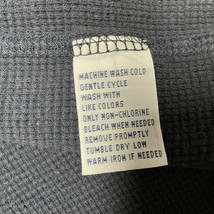 MACHINE WASH COLD
GENTLE CYCLE
WASH WITH
LIKE COLORS
ONLY NON-CHLORINE
BLEACH WHEN NEEDED
REMOVE PROMPTLY
TUMBLE DRY LOW
WARM IRON IF NEEDED